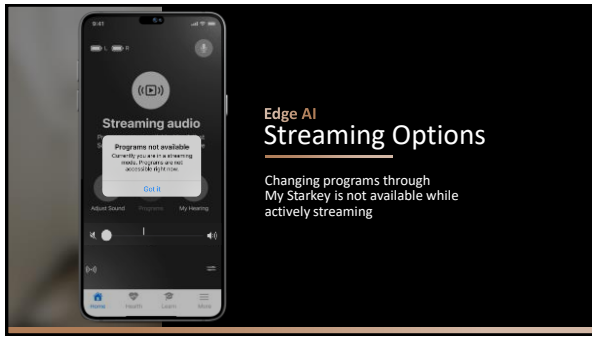 9:41
L R
Streaming audio
Programs not available
Currently you are in a streaming
mode. Programs are not
accessible right now.
Got it
Adjust Sound Programs My Hearing
Home Health Learn More
Edge AI
Streaming Options
Changing programs through
My Starkey is not available while
actively streaming